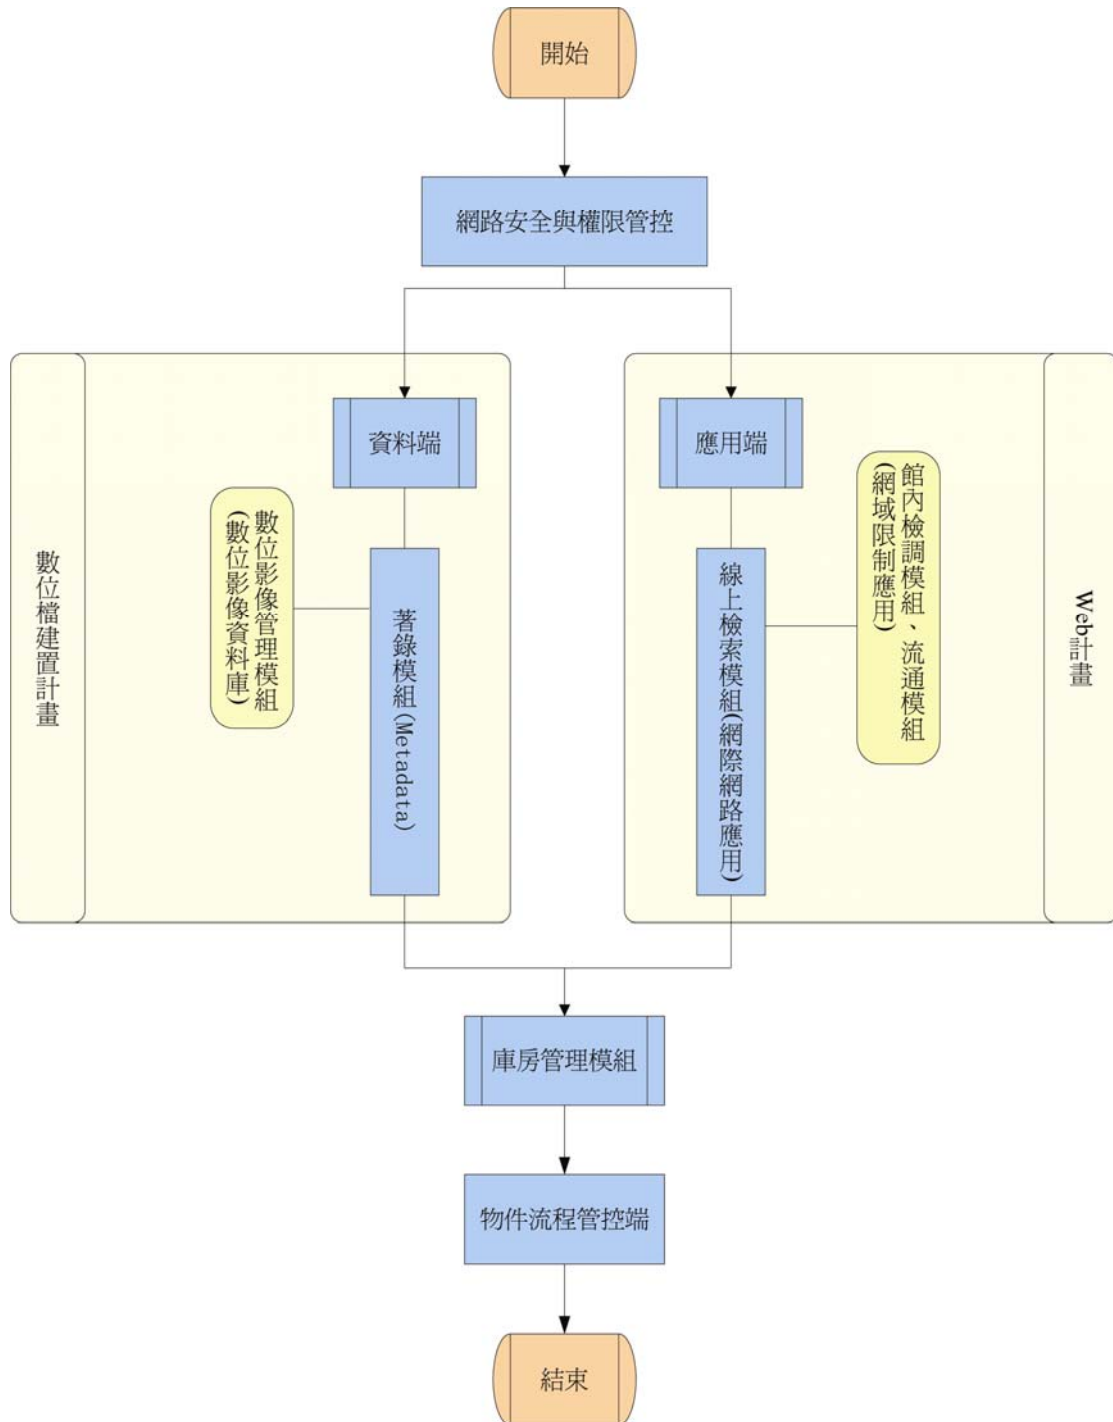 開始
網路安全與權限管控
資料端
應用端
數位檔建置計畫
數位影像管理模組
(數位影像資料庫)
著錄模組(Metadata)
線上檢索模組(網際網路應用)
館內檢調模組、流通模組
(網域限制應用)
Web計畫
庫房管理模組
物件流程管控端
結束